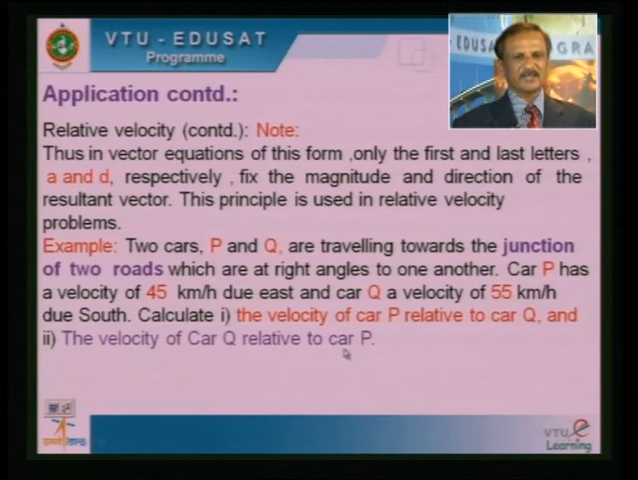 VTU - EDUSAT
Programme
EDUSA GRA
Application contd.:
Relative velocity (contd.): Note:
Thus in vector equations of this form ,only the first and last letters ,
a and d, respectively , fix the magnitude and direction of the
resultant vector. This principle is used in relative velocity
problems.
Example: Two cars, P and Q, are travelling towards the junction
of two roads which are at right angles to one another. Car P has
a velocity of 45 km/h due east and car Q a velocity of 55 km/h
due South. Calculate i) the velocity of car P relative to car Q, and
ii) The velocity of Car Q relative to car P.
VTU e
Learning